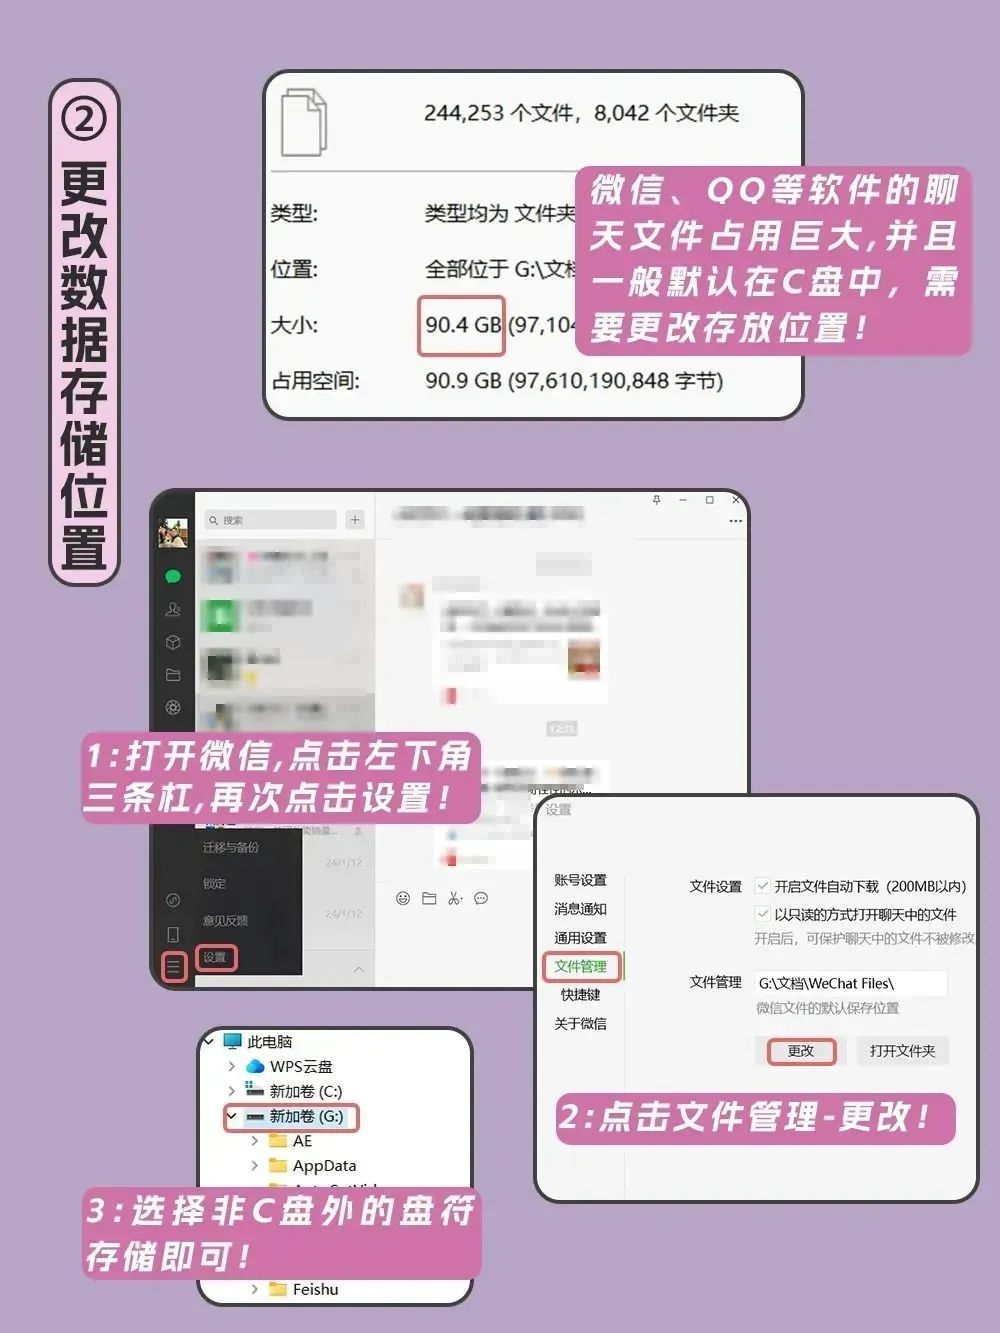 ② 更改数据存储位置
244,253 个文件，8,042 个文件夹
类型:
类型均为 文件夹
位置:
全部位于 G:\文档
大小:
90.4 GB (97,104
占用空间:
90.9 GB (97,610,190,848 字节)
微信、QQ等软件的聊
天文件占用巨大,并且
一般默认在C盘中，需
要更改存放位置！
搜索
12:33
1:打开微信,点击左下角
三条杠,再次点击设置！
迁移与备份
锁定
意见反馈
设置
24/1/12
24/1/12
设置
账号设置
消息通知
通用设置
文件管理
快捷键
关于微信
文件设置
开启文件自动下载（200MB以内）
以只读的方式打开聊天中的文件
开启后，可保护聊天中的文件不被修改
文件管理
G:\文档\WeChat Files\
微信文件的默认保存位置
更改
打开文件夹
2:点击文件管理-更改！
此电脑
WPS云盘
新加卷 (C:)
新加卷 (G:)
AE
AppData
3:选择非C盘外的盘符
存储即可！
Feishu